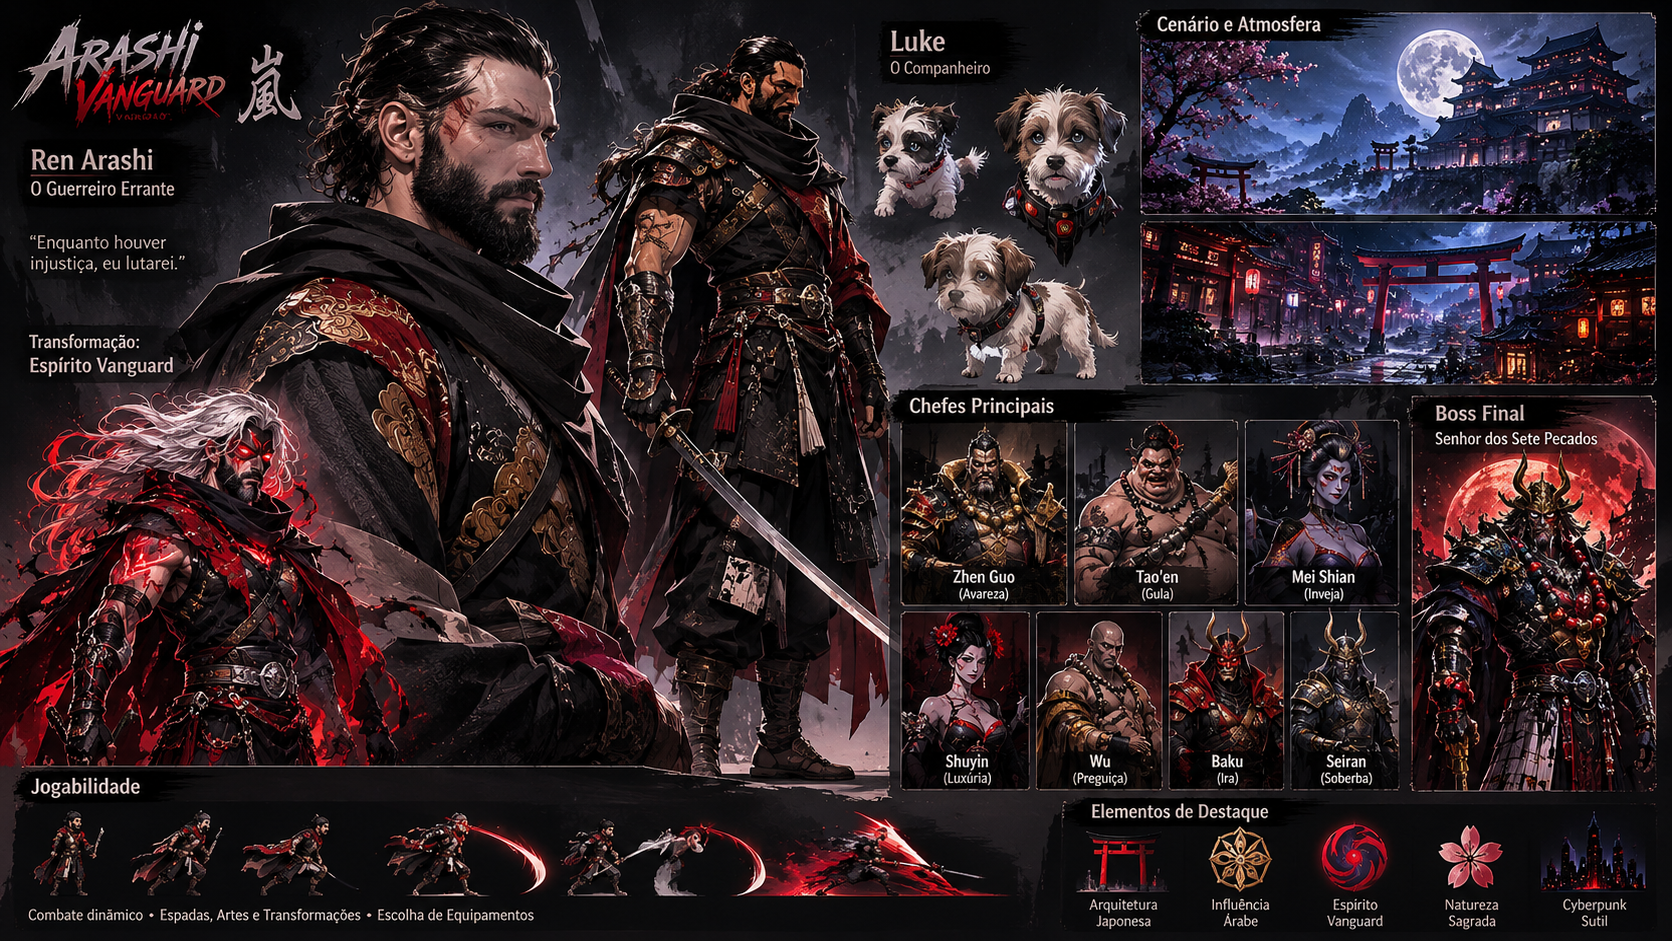 ARASHI
VANGUARD
嵐
Ren Arashi
O Guerreiro Errante
“Enquanto houver
injustiça, eu lutarei.”
Transformação:
Espírito Vanguard
Luke
O Companheiro
Cenário e Atmosfera
Chefes Principais
Zhen Guo
(Avareza)
Tao'en
(Gula)
Mei Shian
(Inveja)
Shuyin
(Luxúria)
Wu
(Preguiça)
Baku
(Ira)
Seiran
(Soberba)
Boss Final
Senhor dos Sete Pecados
Jogabilidade
Combate dinâmico • Espadas, Artes e Transformações • Escolha de Equipamentos
Elementos de Destaque
Arquitetura
Japonesa
Influência
Árabe
Espírito
Vanguard
Natureza
Sagrada
Cyberpunk
Sutil